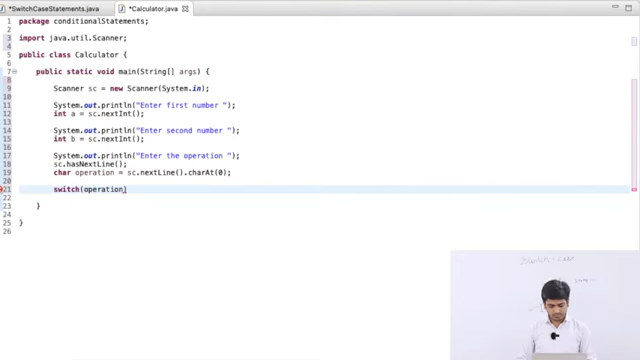 *SwitchCaseStatements.java
*Calculator.java
1 package conditionalStatements;
2
3 import java.util.Scanner;
4
5 public class Calculator {
6
7 public static void main(String[] args) {
8
9 Scanner sc = new Scanner(System.in);
10
11 System.out.println("Enter first number ");
12 int a = sc.nextInt();
13
14 System.out.println("Enter second number ");
15 int b = sc.nextInt();
16
17 System.out.println("Enter the operation ");
18 sc.hasNextLine();
19 char operation = sc.nextLine().charAt(0);
20
21 switch(operation)
22
23 }
24
25 }
26
Switch-case